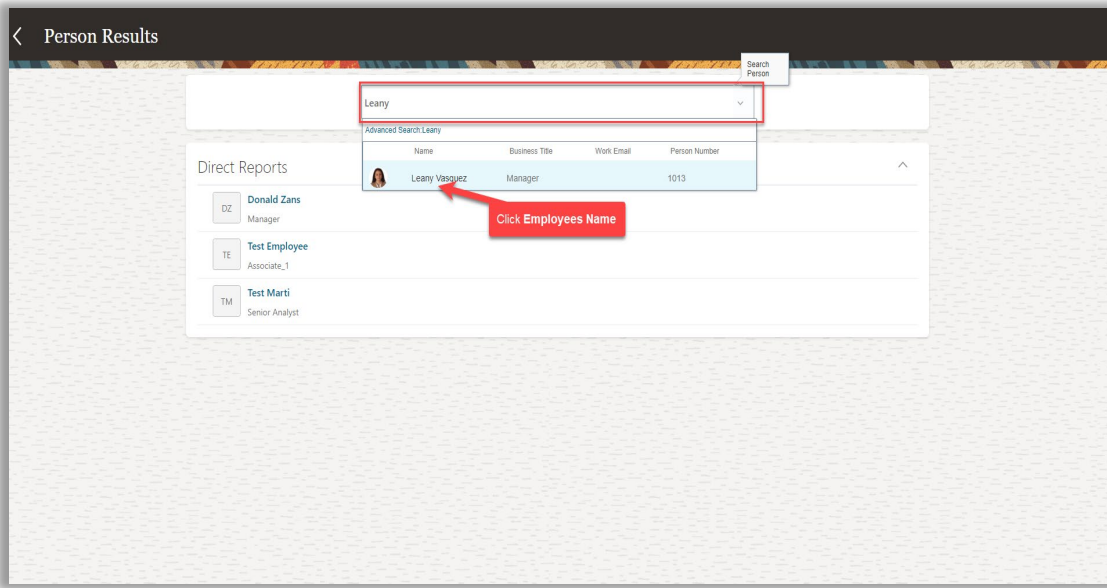 Person Results
Search
Person
Leany
Advanced Search:Leany
Name Business Title Work Email Person Number
Leany Vasquez Manager 1013
Click Employees Name
Direct Reports
DZ
Donald Zans
Manager
TE
Test Employee
Associate_1
TM
Test Marti
Senior Analyst